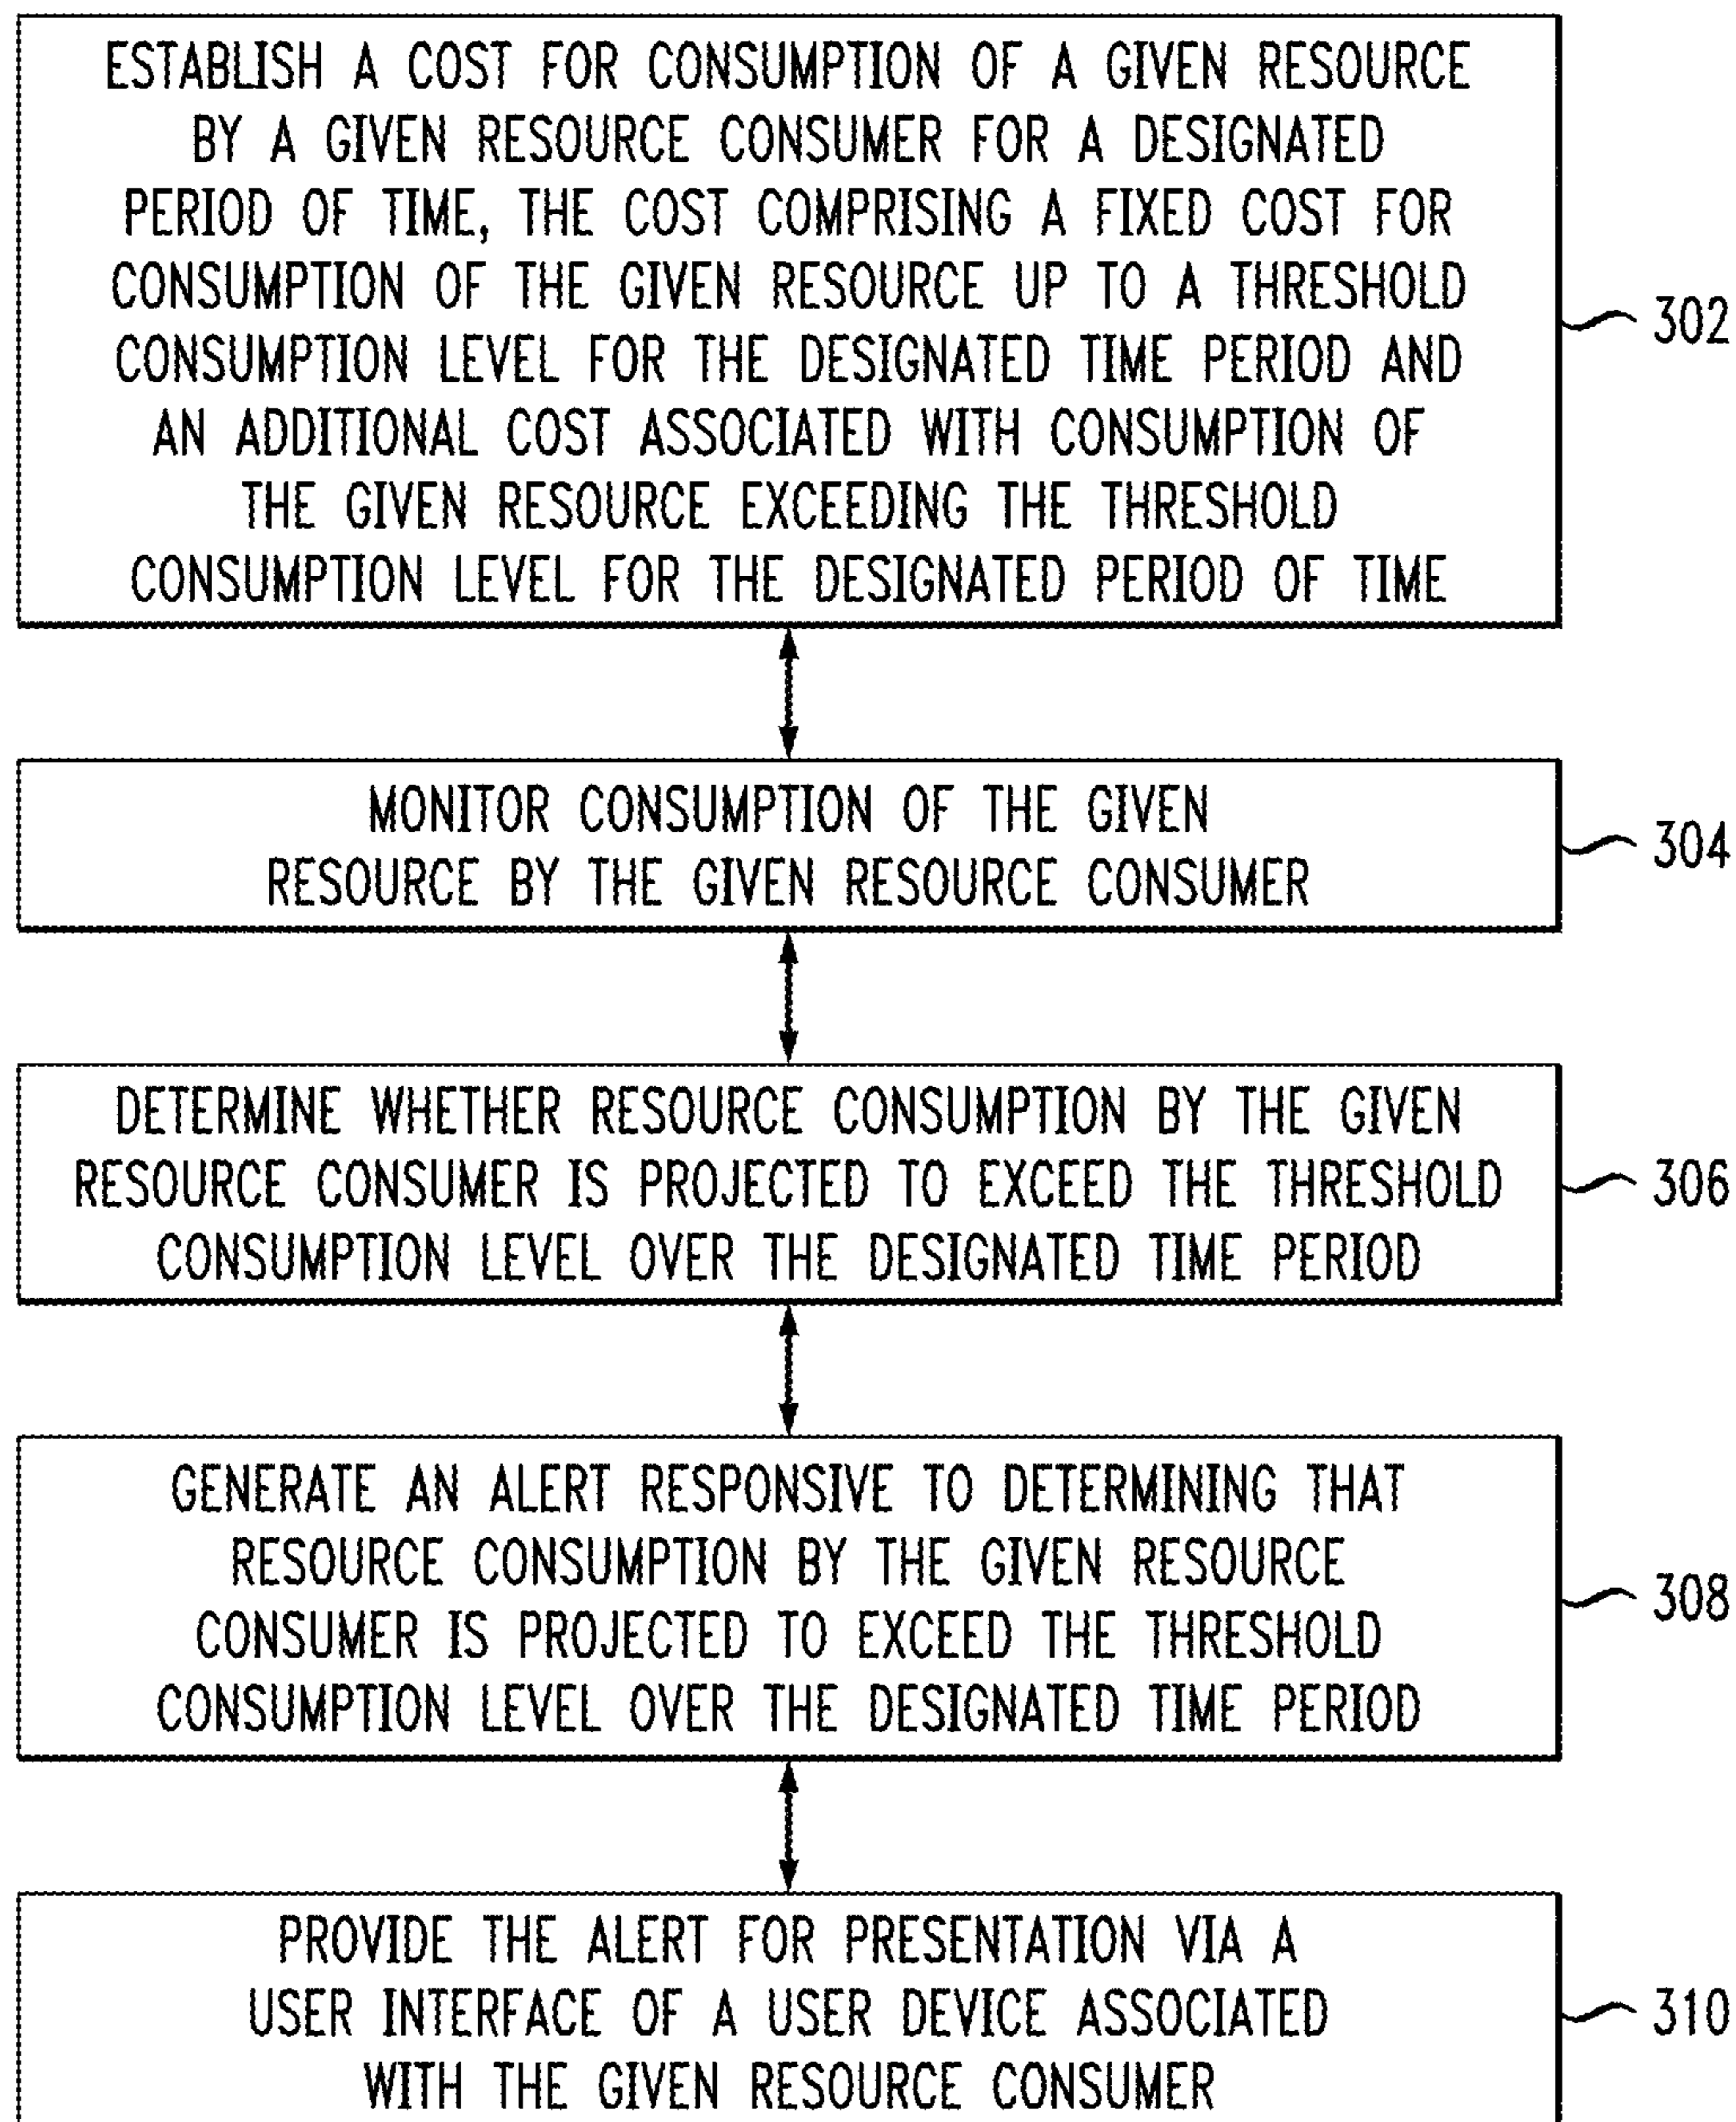 ESTABLISH A COST FOR CONSUMPTION OF A GIVEN RESOURCE
BY A GIVEN RESOURCE CONSUMER FOR A DESIGNATED
PERIOD OF TIME, THE COST COMPRISING A FIXED COST FOR
CONSUMPTION OF THE GIVEN RESOURCE UP TO A THRESHOLD
CONSUMPTION LEVEL FOR THE DESIGNATED TIME PERIOD AND
AN ADDITIONAL COST ASSOCIATED WITH CONSUMPTION OF
THE GIVEN RESOURCE EXCEEDING THE THRESHOLD
CONSUMPTION LEVEL FOR THE DESIGNATED PERIOD OF TIME
302
MONITOR CONSUMPTION OF THE GIVEN
RESOURCE BY THE GIVEN RESOURCE CONSUMER
304
DETERMINE WHETHER RESOURCE CONSUMPTION BY THE GIVEN
RESOURCE CONSUMER IS PROJECTED TO EXCEED THE THRESHOLD
CONSUMPTION LEVEL OVER THE DESIGNATED TIME PERIOD
306
GENERATE AN ALERT RESPONSIVE TO DETERMINING THAT
RESOURCE CONSUMPTION BY THE GIVEN RESOURCE
CONSUMER IS PROJECTED TO EXCEED THE THRESHOLD
CONSUMPTION LEVEL OVER THE DESIGNATED TIME PERIOD
308
PROVIDE THE ALERT FOR PRESENTATION VIA A
USER INTERFACE OF A USER DEVICE ASSOCIATED
WITH THE GIVEN RESOURCE CONSUMER
310